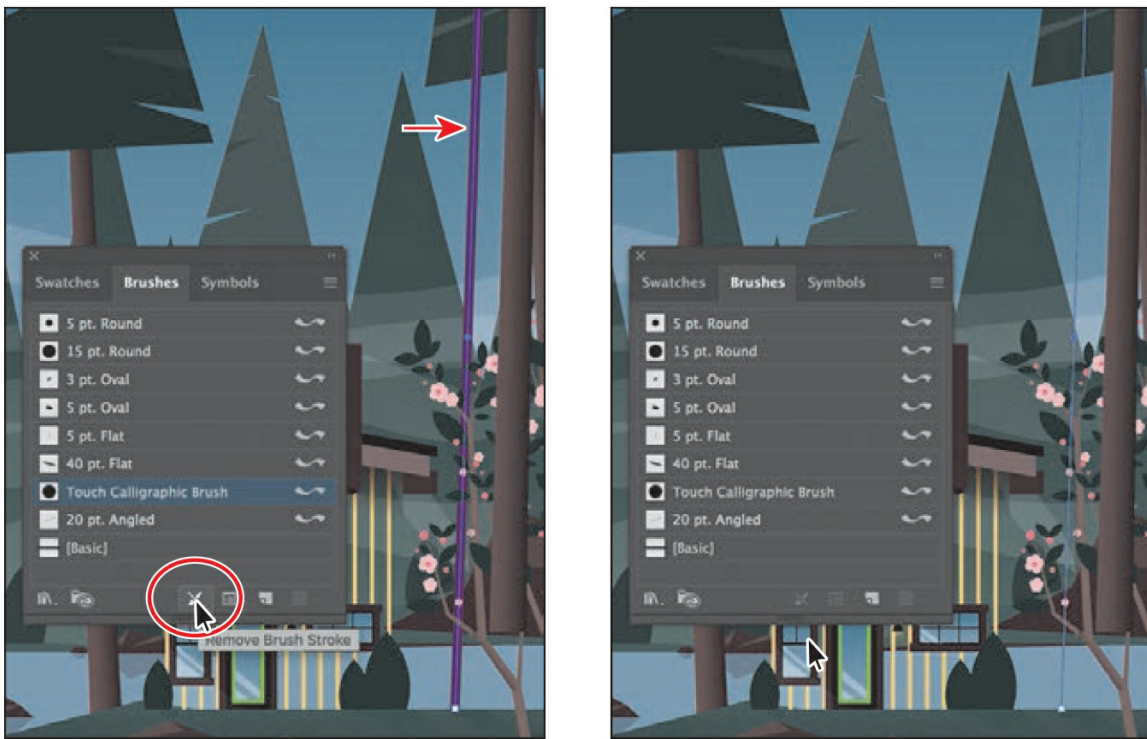 Swatches Brushes Symbols
5 pt. Round
15 pt. Round
3 pt. Oval
5 pt. Oval
5 pt. Flat
40 pt. Flat
Touch Calligraphic Brush
20 pt. Angled
[Basic]
Remove Brush Stroke
Swatches Brushes Symbols
5 pt. Round
15 pt. Round
3 pt. Oval
5 pt. Oval
5 pt. Flat
40 pt. Flat
Touch Calligraphic Brush
20 pt. Angled
[Basic]